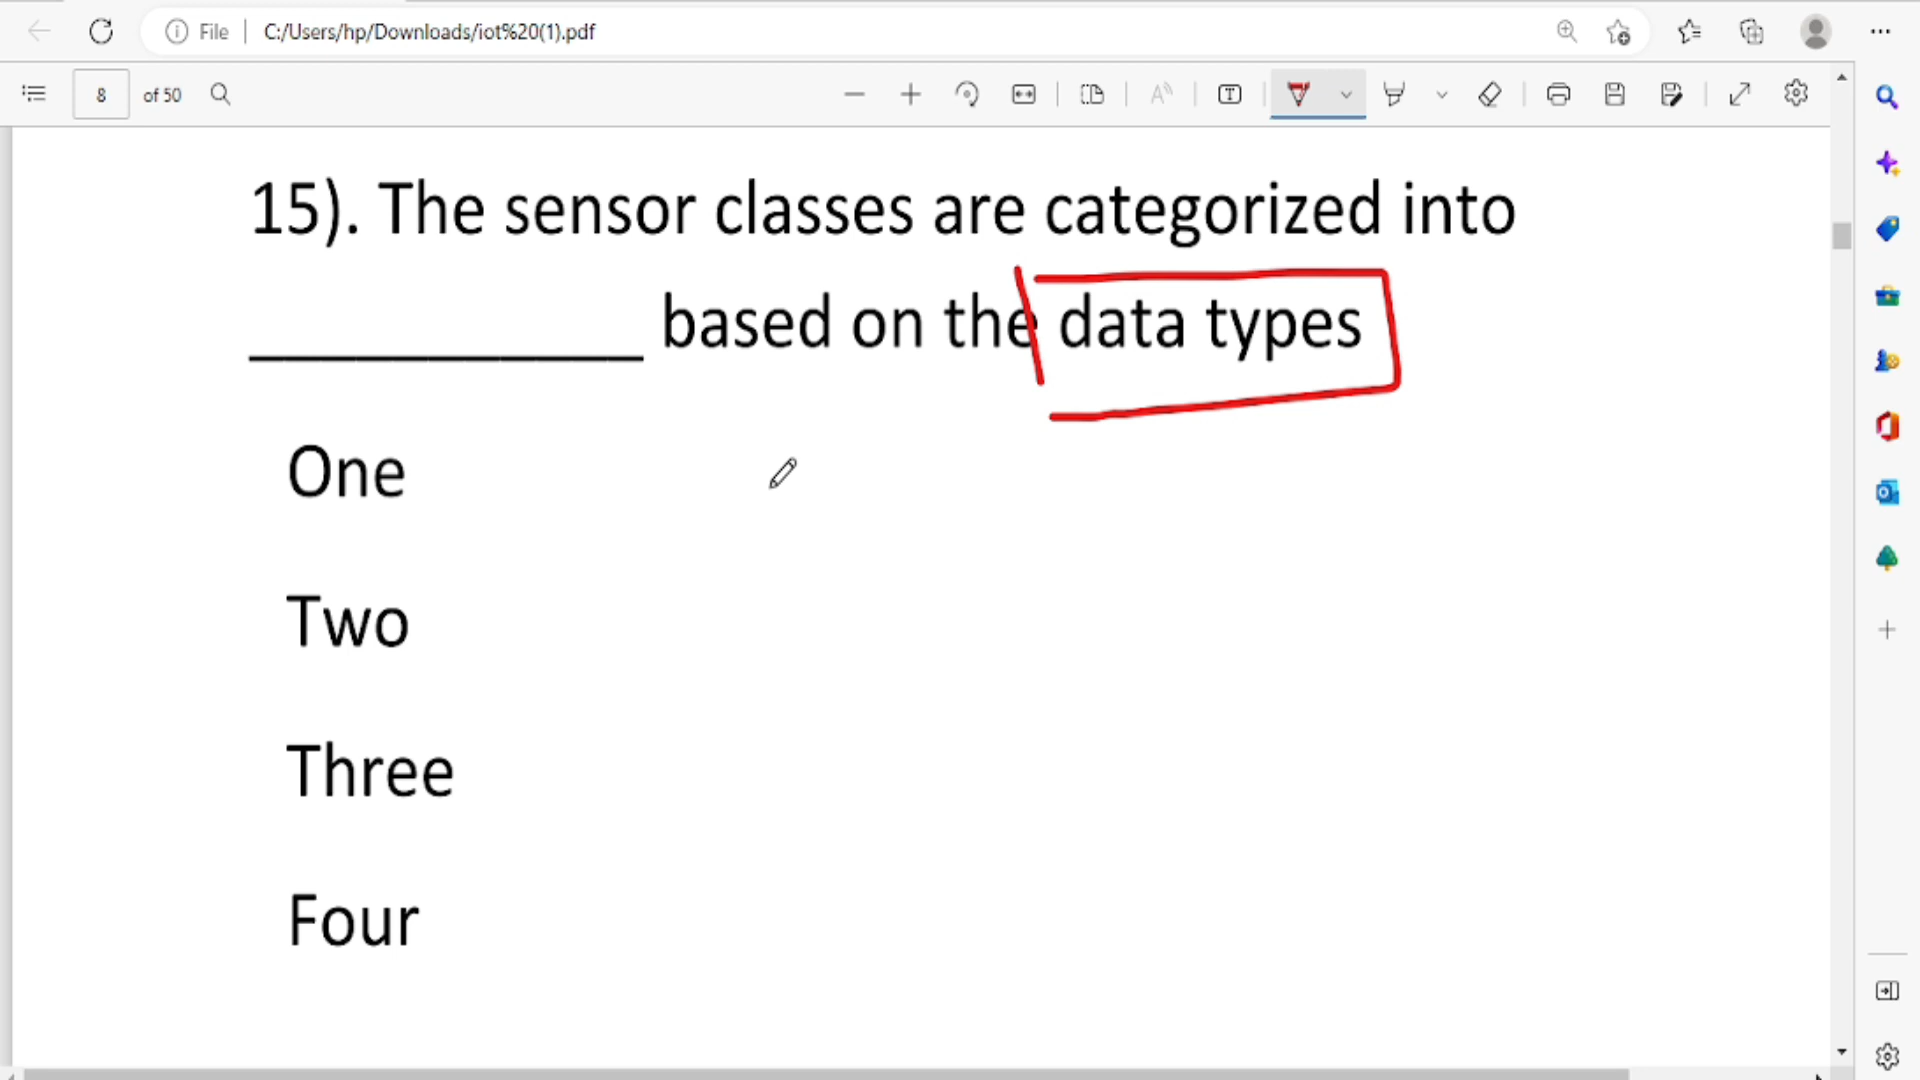 File
C:/Users/hp/Downloads/iot%20(1).pdf
8 of 50
15). The sensor classes are categorized into
____________ based on the data types
One
Two
Three
Four